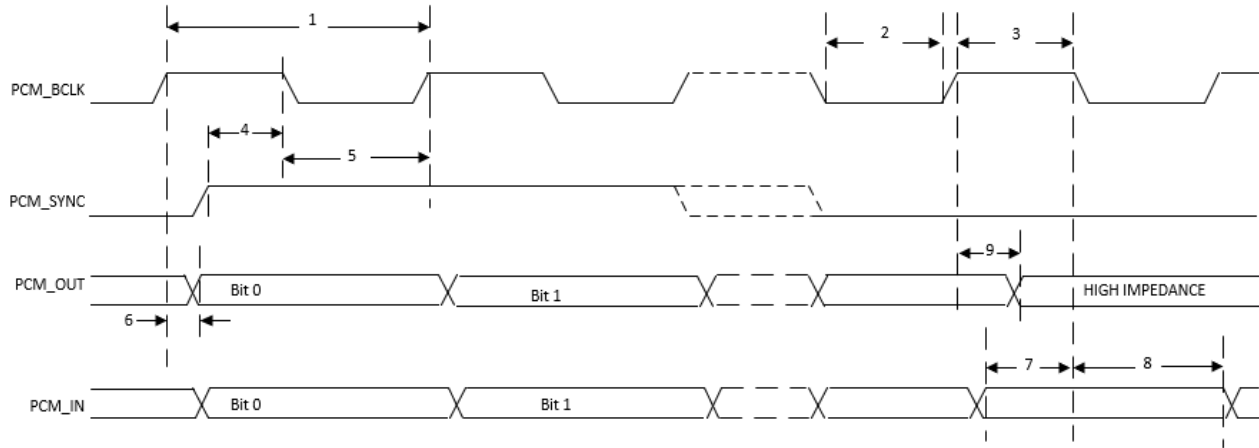 1
2
3
PCM_BCLK
4
5
PCM_SYNC
9
PCM_OUT
Bit 0
Bit 1
HIGH IMPEDANCE
6
7
8
PCM_IN
Bit 0
Bit 1